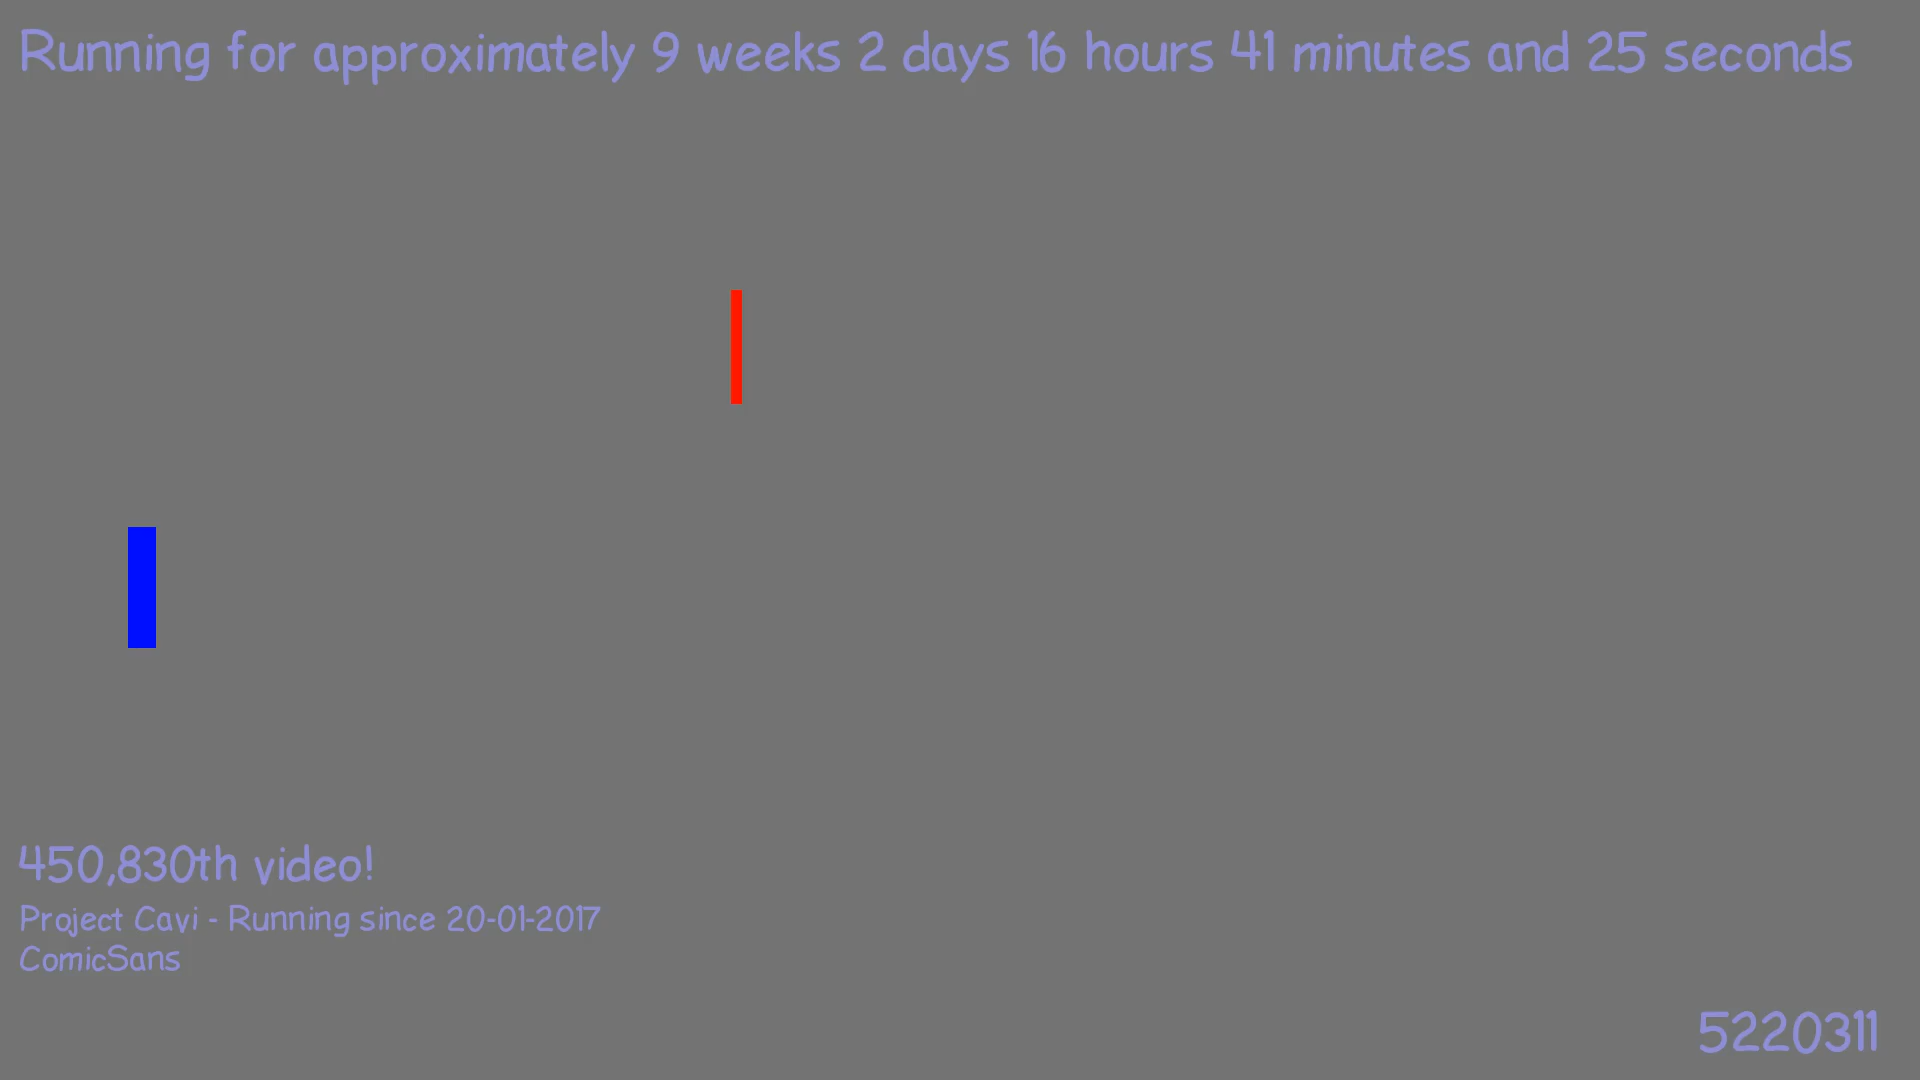 Running for approximately 9 weeks 2 days 16 hours 41 minutes and 25 seconds
450,830th video!
Project Cavi - Running since 20-01-2017
ComicSans
5220311